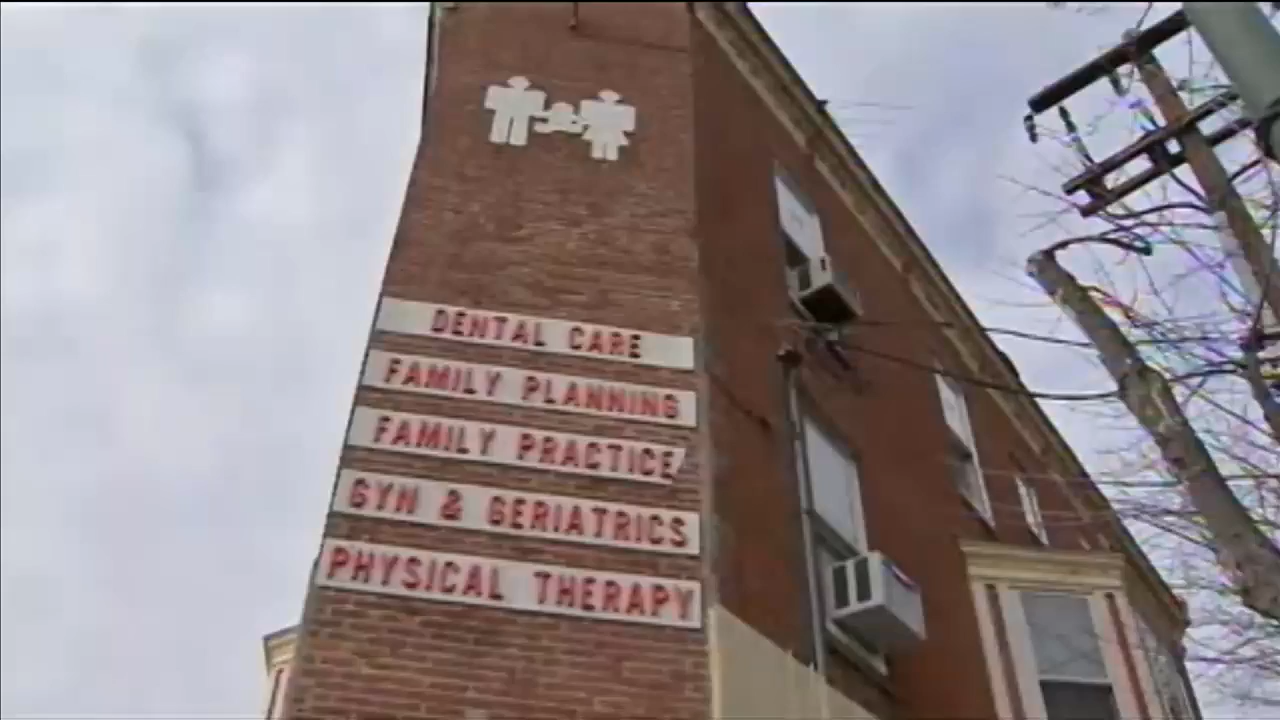 DENTAL CARE
FAMILY PLANNING
FAMILY PRACTICE
GYN & GERIATRICS
PHYSICAL THERAPY